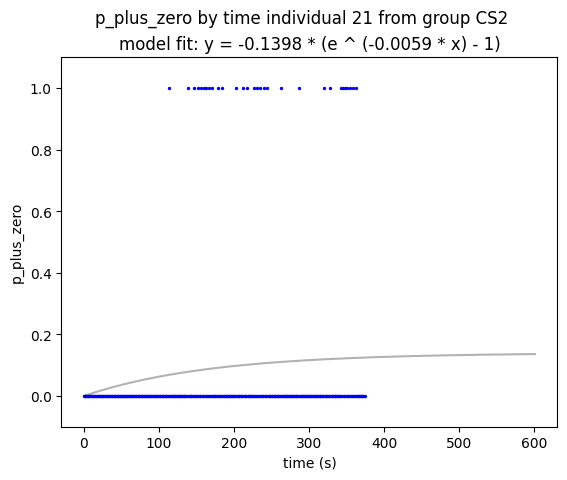 p_plus_zero by time individual 21 from group CS2
model fit: y = -0.1398 * (e ^ (-0.0059 * x) - 1)
1.0
0.8
0.6
0.4
0.2
0.0
p_plus_zero
0 100 200 300 400 500 600
time (s)